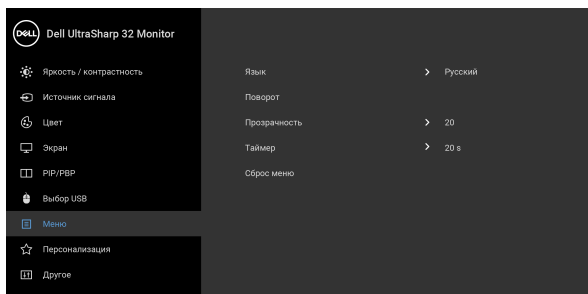 DELL Dell UltraSharp 32 Monitor
Яркость / контрастность
Источник сигнала
Цвет
Экран
PIP/PBP
Выбор USB
Меню
Персонализация
Другое
Язык > Русский
Поворот
Прозрачность > 20
Таймер > 20 s
Сброс меню